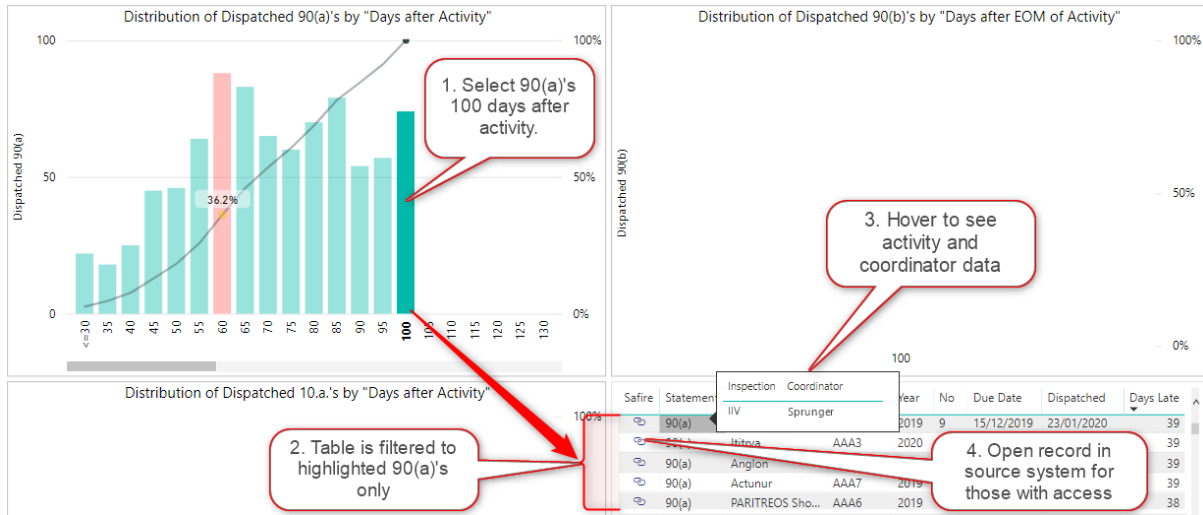 Distribution of Dispatched 90(a)'s by "Days after Activity"
100
50
0
Dispatched 90(a)
100%
50%
0%
36.2%
<=30 35 40 45 50 55 60 65 70 75 80 85 90 95 100 105 110 115 120 125 130
1. Select 90(a)'s
100 days after
activity.
Distribution of Dispatched 90(b)'s by "Days after EOM of Activity"
Dispatched 90(b)
100%
50%
0%
100
3. Hover to see
activity and
coordinator data
Distribution of Dispatched 10.a.'s by "Days after Activity"
100%
2. Table is filtered to
highlighted 90(a)'s
only
Inspection Coordinator
IIV Sprunger
Safire Statement Year No Due Date Dispatched Days Late
90(a) 2019 9 15/12/2019 23/01/2020 39
Ititva AAA3 2020 39
90(a) Anglon 39
90(a) Actunur AAA7 2019 39
90(a) PARITREOS Sho... AAA6 2019 38
4. Open record in
source system for
those with access